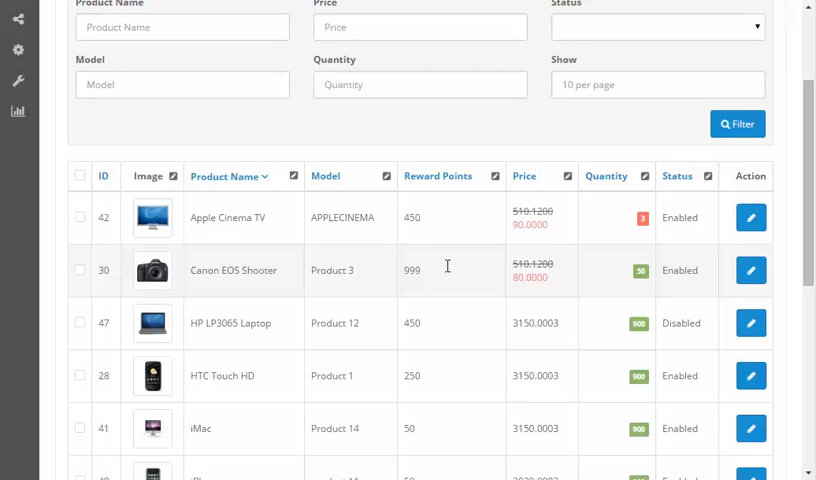 Product Name Price Status
Product Name Price
Model Quantity Show
Model Quantity 10 per page
Filter
ID Image Product Name Model Reward Points Price Quantity Status Action
42 Apple Cinema TV APPLECINEMA 450 510.1200 90.0000 3 Enabled
30 Canon EOS Shooter Product 3 999 510.1200 80.0000 50 Enabled
47 HP LP3065 Laptop Product 12 450 3150.0003 900 Disabled
28 HTC Touch HD Product 1 250 3150.0003 900 Enabled
41 iMac Product 14 50 3150.0003 900 Enabled